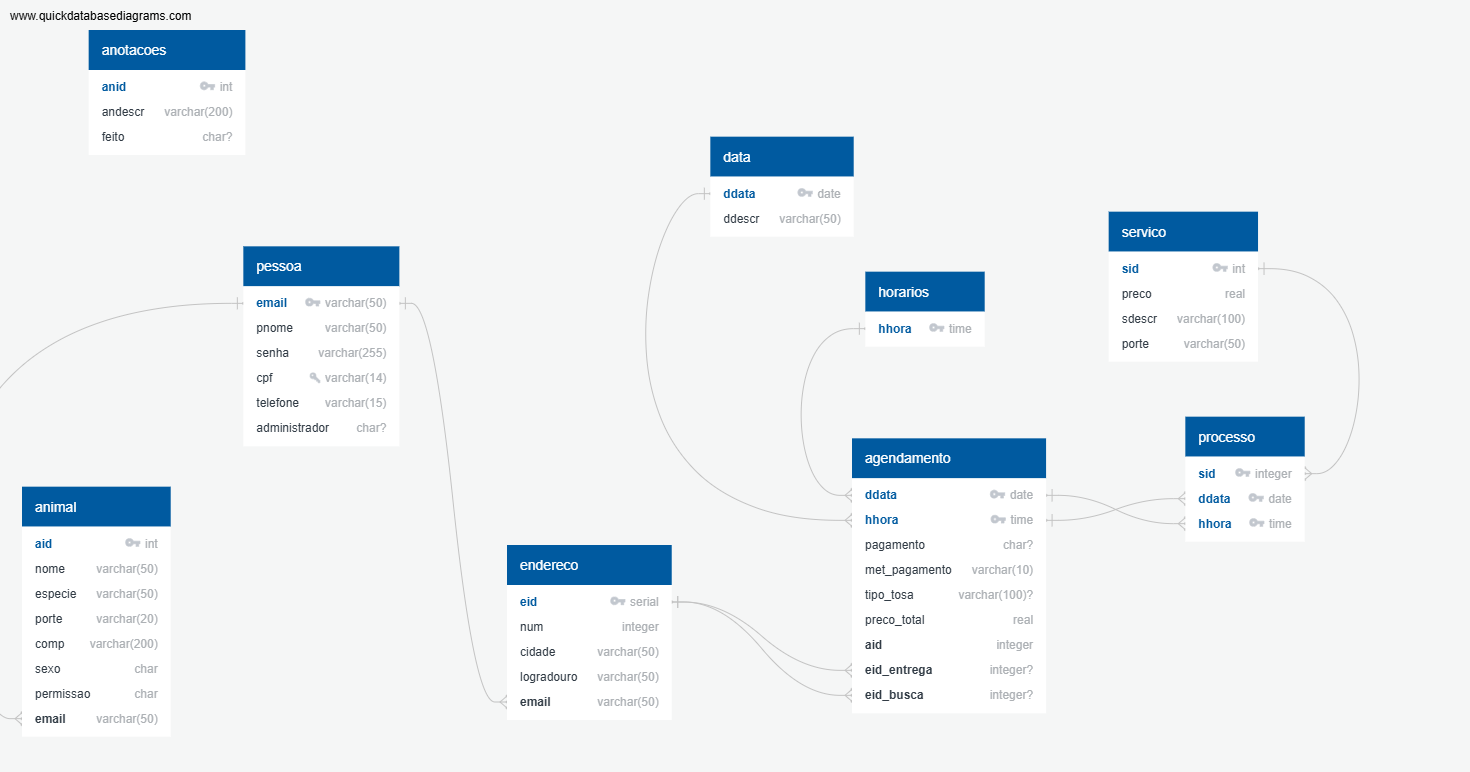 www.quickdatabasediagrams.com
anotacoes
anid int
andescr varchar(200)
feito char?
data
ddata date
ddescr varchar(50)
servico
sid int
preco real
sdescr varchar(100)
porte varchar(50)
pessoa
email varchar(50)
pnome varchar(50)
senha varchar(255)
cpf varchar(14)
telefone varchar(15)
administrador char?
horarios
hhora time
processo
sid integer
ddata date
hhora time
agendamento
ddata date
hhora time
pagamento char?
met_pagamento varchar(10)
tipo_tosa varchar(100)?
preco_total real
aid integer
eid_entrega integer?
eid_busca integer?
animal
aid int
nome varchar(50)
especie varchar(50)
porte varchar(20)
comp varchar(200)
sexo char
permissao char
email varchar(50)
endereco
eid serial
num integer
cidade varchar(50)
logradouro varchar(50)
email varchar(50)